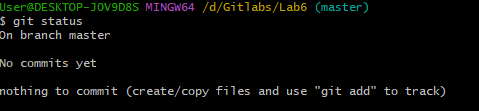 User@DESKTOP-JOV9D8S MINGW64 /d/Gitlabs/Lab6 (master)
$ git status
On branch master
No commits yet
nothing to commit (create/copy files and use "git add" to track)